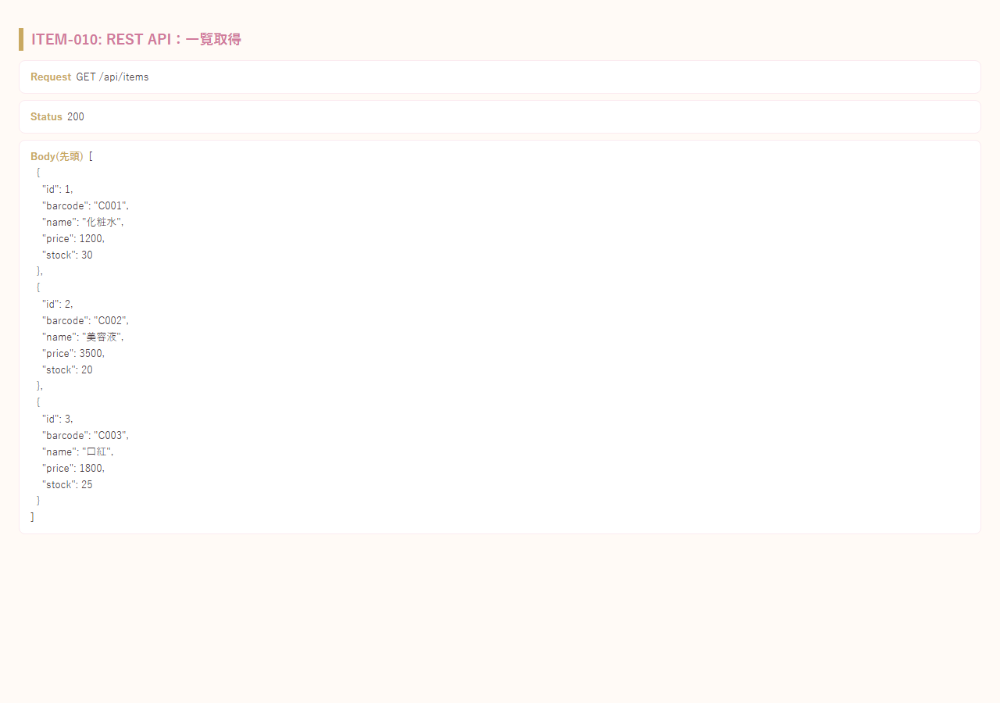 ITEM-010: REST API：一覧取得
Request GET /api/items
Status 200
Body(先頭) [
  {
    "id": 1,
    "barcode": "C001",
    "name": "化粧水",
    "price": 1200,
    "stock": 30
  },
  {
    "id": 2,
    "barcode": "C002",
    "name": "美容液",
    "price": 3500,
    "stock": 20
  },
  {
    "id": 3,
    "barcode": "C003",
    "name": "口紅",
    "price": 1800,
    "stock": 25
  }
]